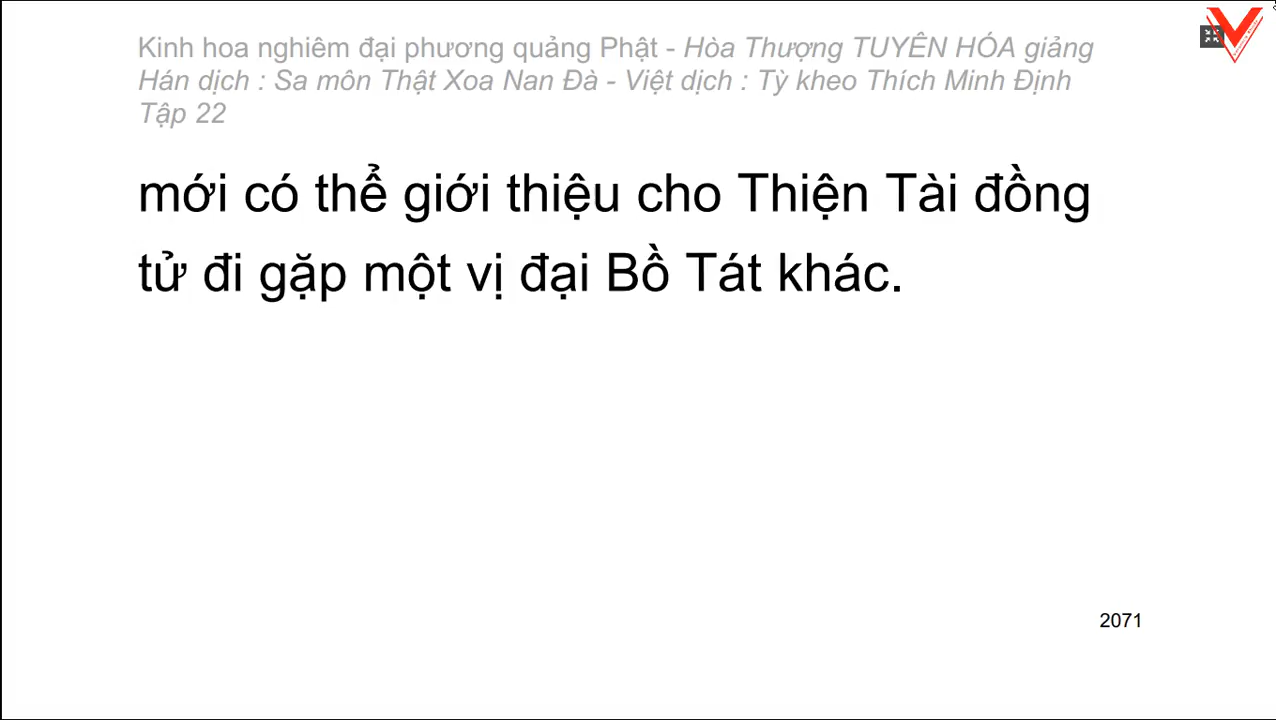 Kinh hoa nghiêm đại phương quảng Phật - Hòa Thượng TUYÊN HÓA giảng
Hán dịch : Sa môn Thật Xoa Nan Đà - Việt dịch : Tỳ kheo Thích Minh Định
Tập 22
mới có thể giới thiệu cho Thiện Tài đồng
tử đi gặp một vị đại Bồ Tát khác.
2071